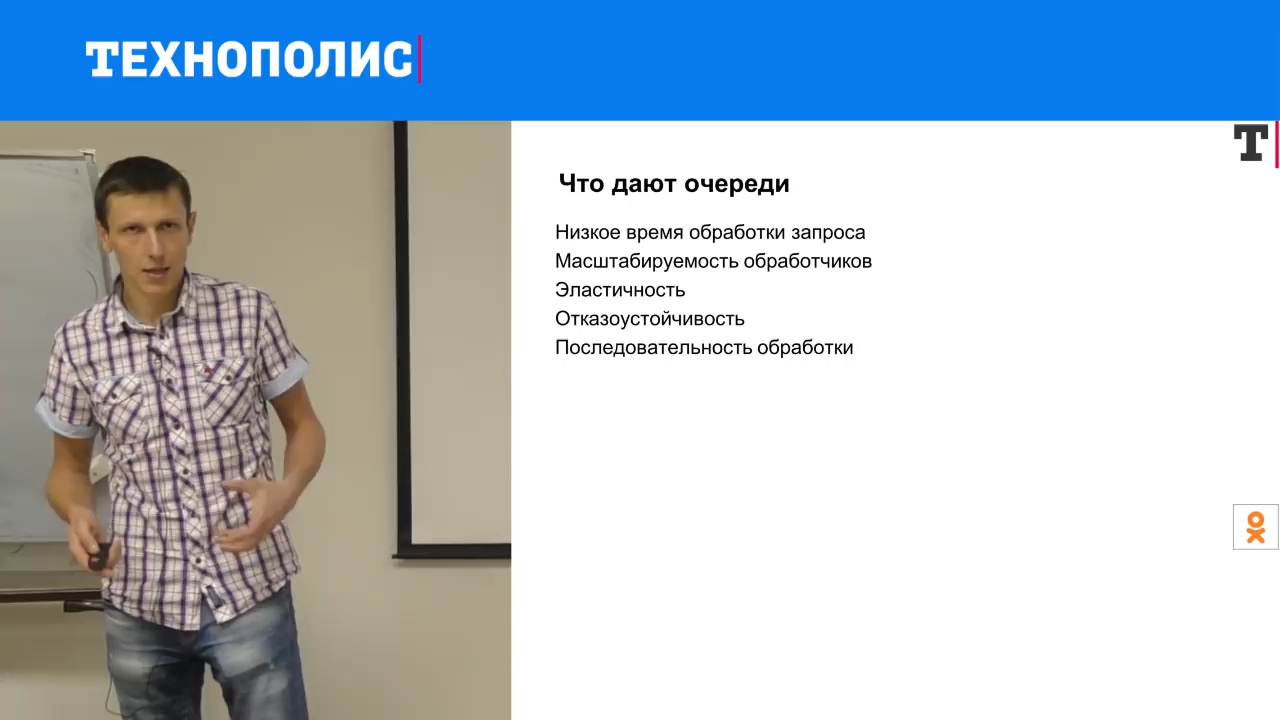 ТЕХНОПОЛИС
Т
Что дают очереди
Низкое время обработки запроса
Масштабируемость обработчиков
Эластичность
Отказоустойчивость
Последовательность обработки